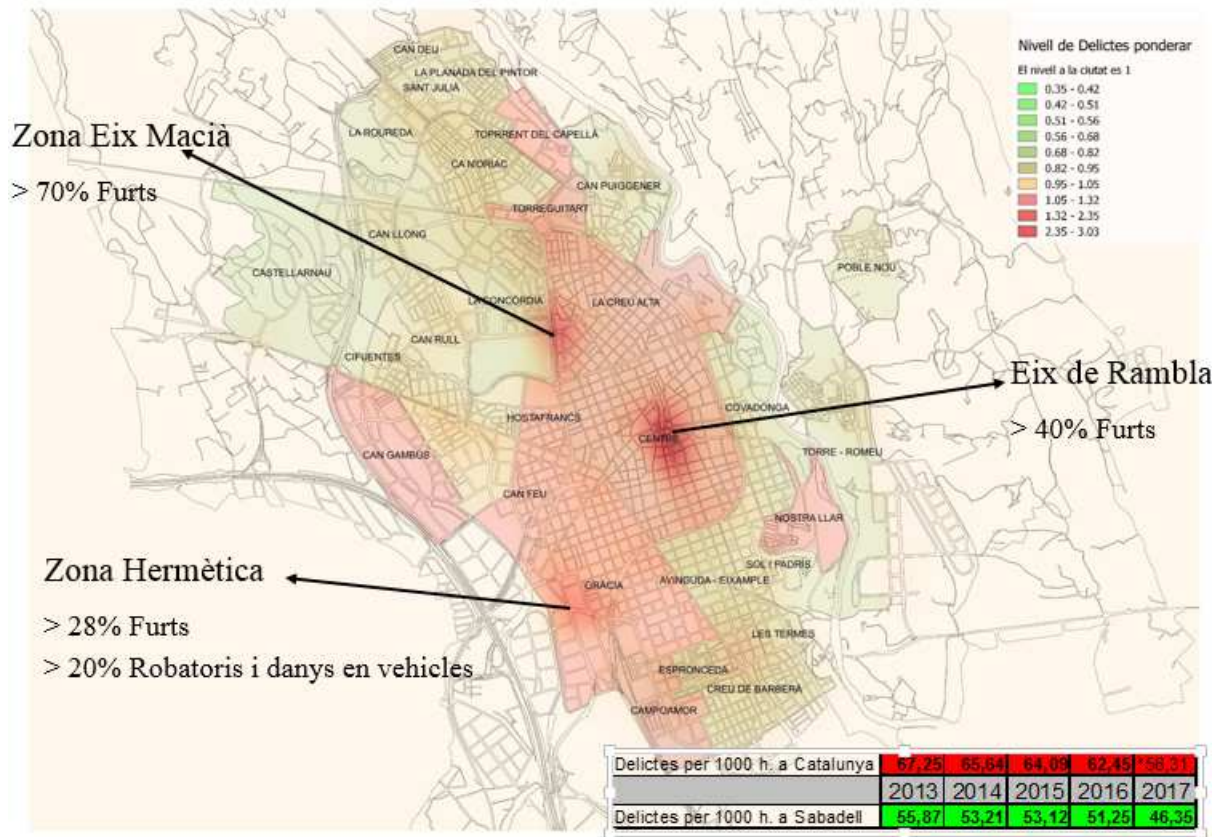 Nivell de Delictes ponderar
El nivell a la ciutat es 1
0.35 - 0.42
0.42 - 0.51
0.51 - 0.56
0.56 - 0.68
0.68 - 0.82
0.82 - 0.95
0.95 - 1.05
1.05 - 1.32
1.32 - 2.35
2.35 - 3.03
Zona Eix Macià
> 70% Furts
CAN DEU
LA PLANADA DEL PINTOR
SANT JULIÀ
LA ROUREDA
TOPRRENT DEL CAPELLÀ
CA N'ORIAC
CAN PUIGGENER
TORREGUITART
CAN LLONG
CASTELLARNAU
POBLE NOU
LA CONCÒRDIA
LA CREU ALTA
CAN RULL
CIFUENTES
Eix de Rambla
> 40% Furts
COVADONGA
HOSTAFRANCS
CENTRE
CAN GAMBÚS
TORRE - ROMEU
CAN FEU
NOSTRA LLAR
SOL I PADRÍS
Zona Hermètica
> 28% Furts
> 20% Robatoris i danys en vehicles
GRÀCIA
AVINGUDA - EIXAMPLE
LES TERMES
ESPRONCEDA
CREU DE BARBERÀ
CAMPOAMOR
Delictes per 1000 h. a Catalunya 67,25 65,64 64,09 62,45 *56,31
2013 2014 2015 2016 2017
Delictes per 1000 h. a Sabadell 55,87 53,21 53,12 51,25 46,35